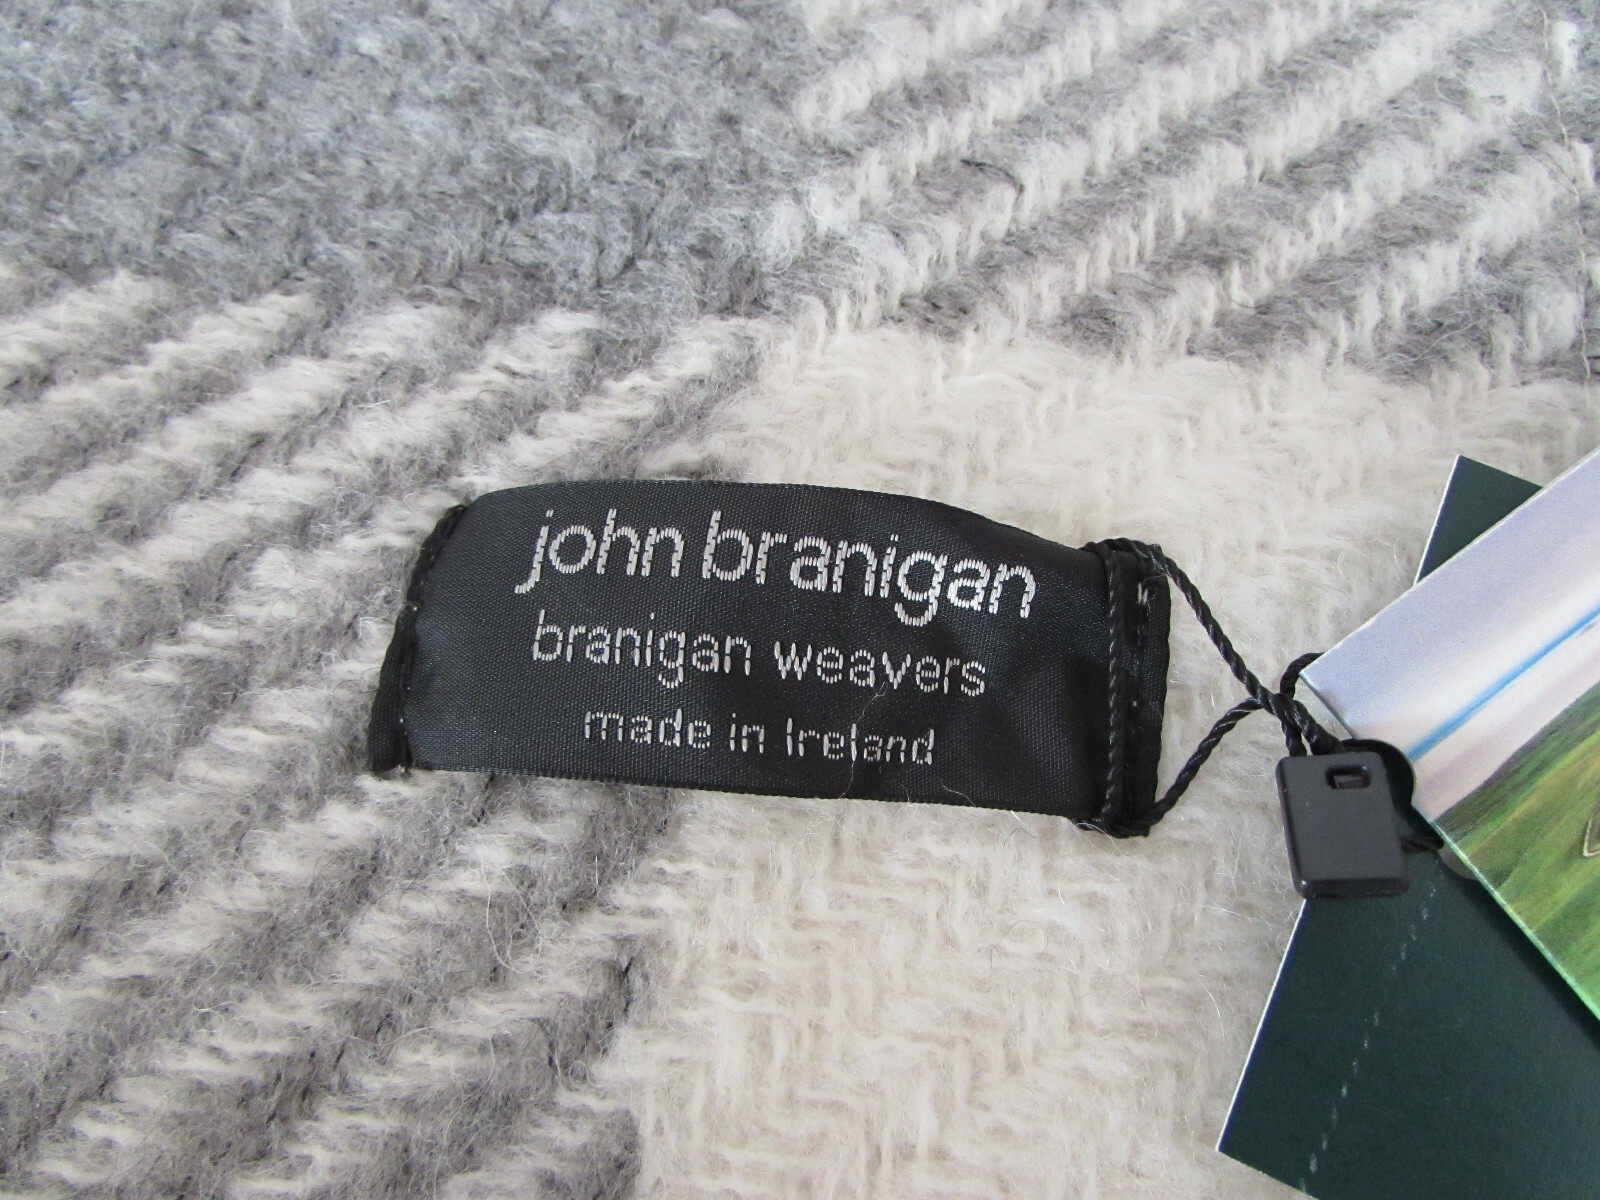 john branigan
branigan weavers
made in Ireland